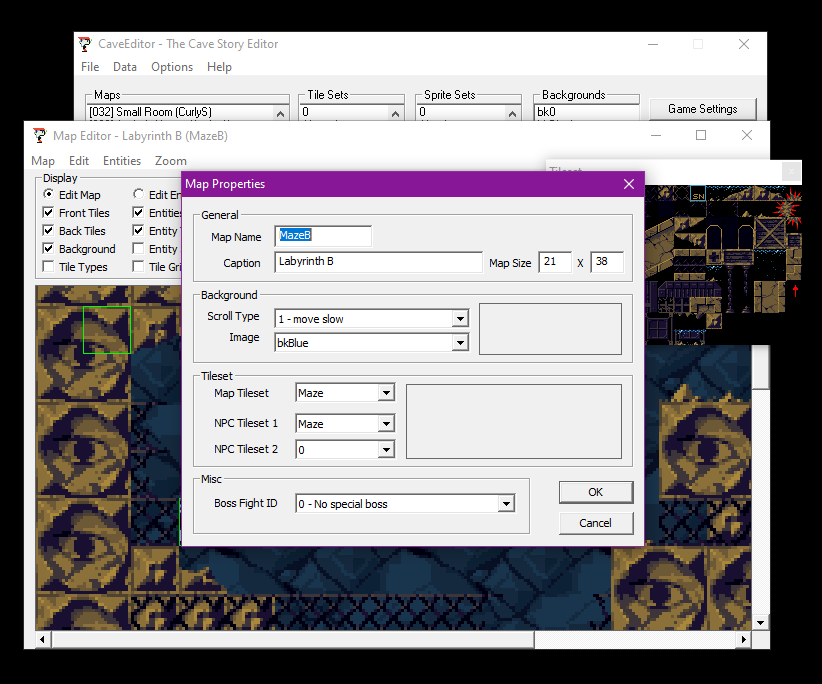 CaveEditor - The Cave Story Editor
File Data Options Help
Maps Tile Sets Sprite Sets Backgrounds
[032] Small Room (CurlyS) 0 0 bk0 Game Settings
Map Editor - Labyrinth B (MazeB)
Map Edit Entities Zoom
Display
Edit Map Edit En
Front Tiles Entities
Back Tiles Entity
Background Entity
Tile Types Tile Gri
Tileset
SN
Map Properties
General
Map Name MazeB
Caption Labyrinth B Map Size 21 X 38
Background
Scroll Type 1 - move slow
Image bkBlue
Tileset
Map Tileset Maze
NPC Tileset 1 Maze
NPC Tileset 2 0
Misc
Boss Fight ID 0 - No special boss
OK
Cancel